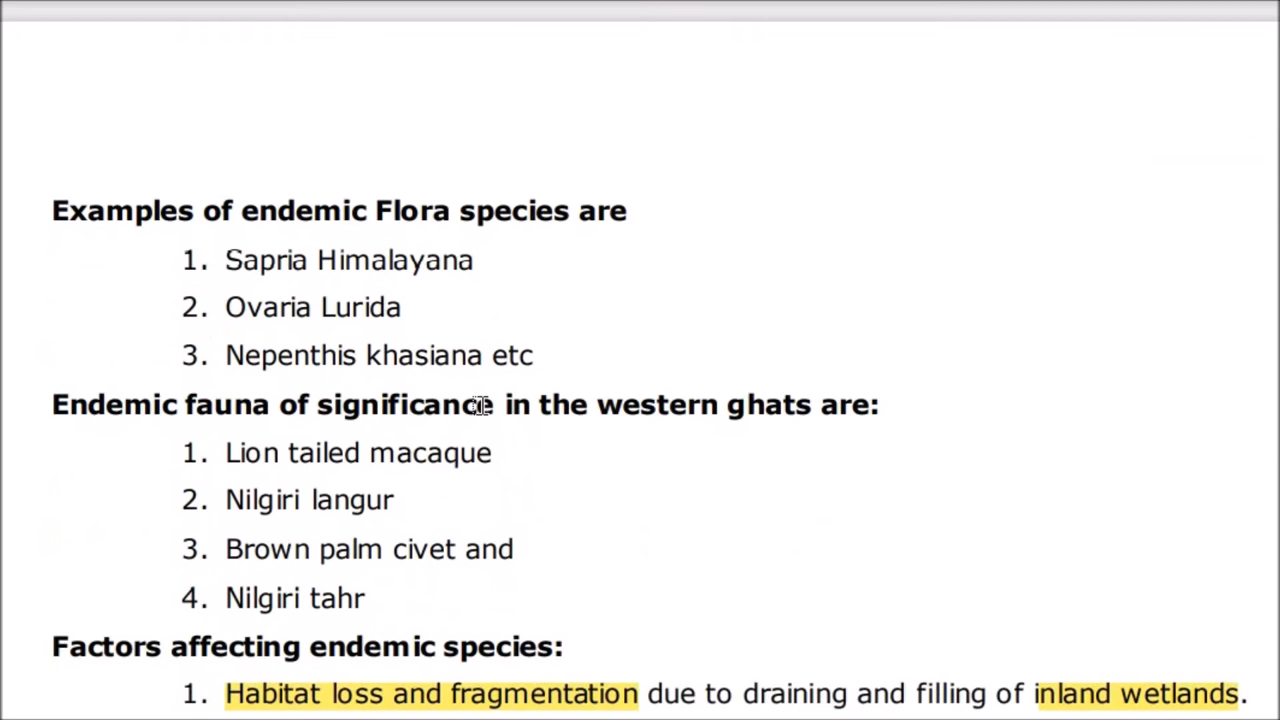 Examples of endemic Flora species are
1. Sapria Himalayana
2. Ovaria Lurida
3. Nepenthis khasiana etc
Endemic fauna of significance in the western ghats are:
1. Lion tailed macaque
2. Nilgiri langur
3. Brown palm civet and
4. Nilgiri tahr
Factors affecting endemic species:
1. Habitat loss and fragmentation due to draining and filling of inland wetlands.